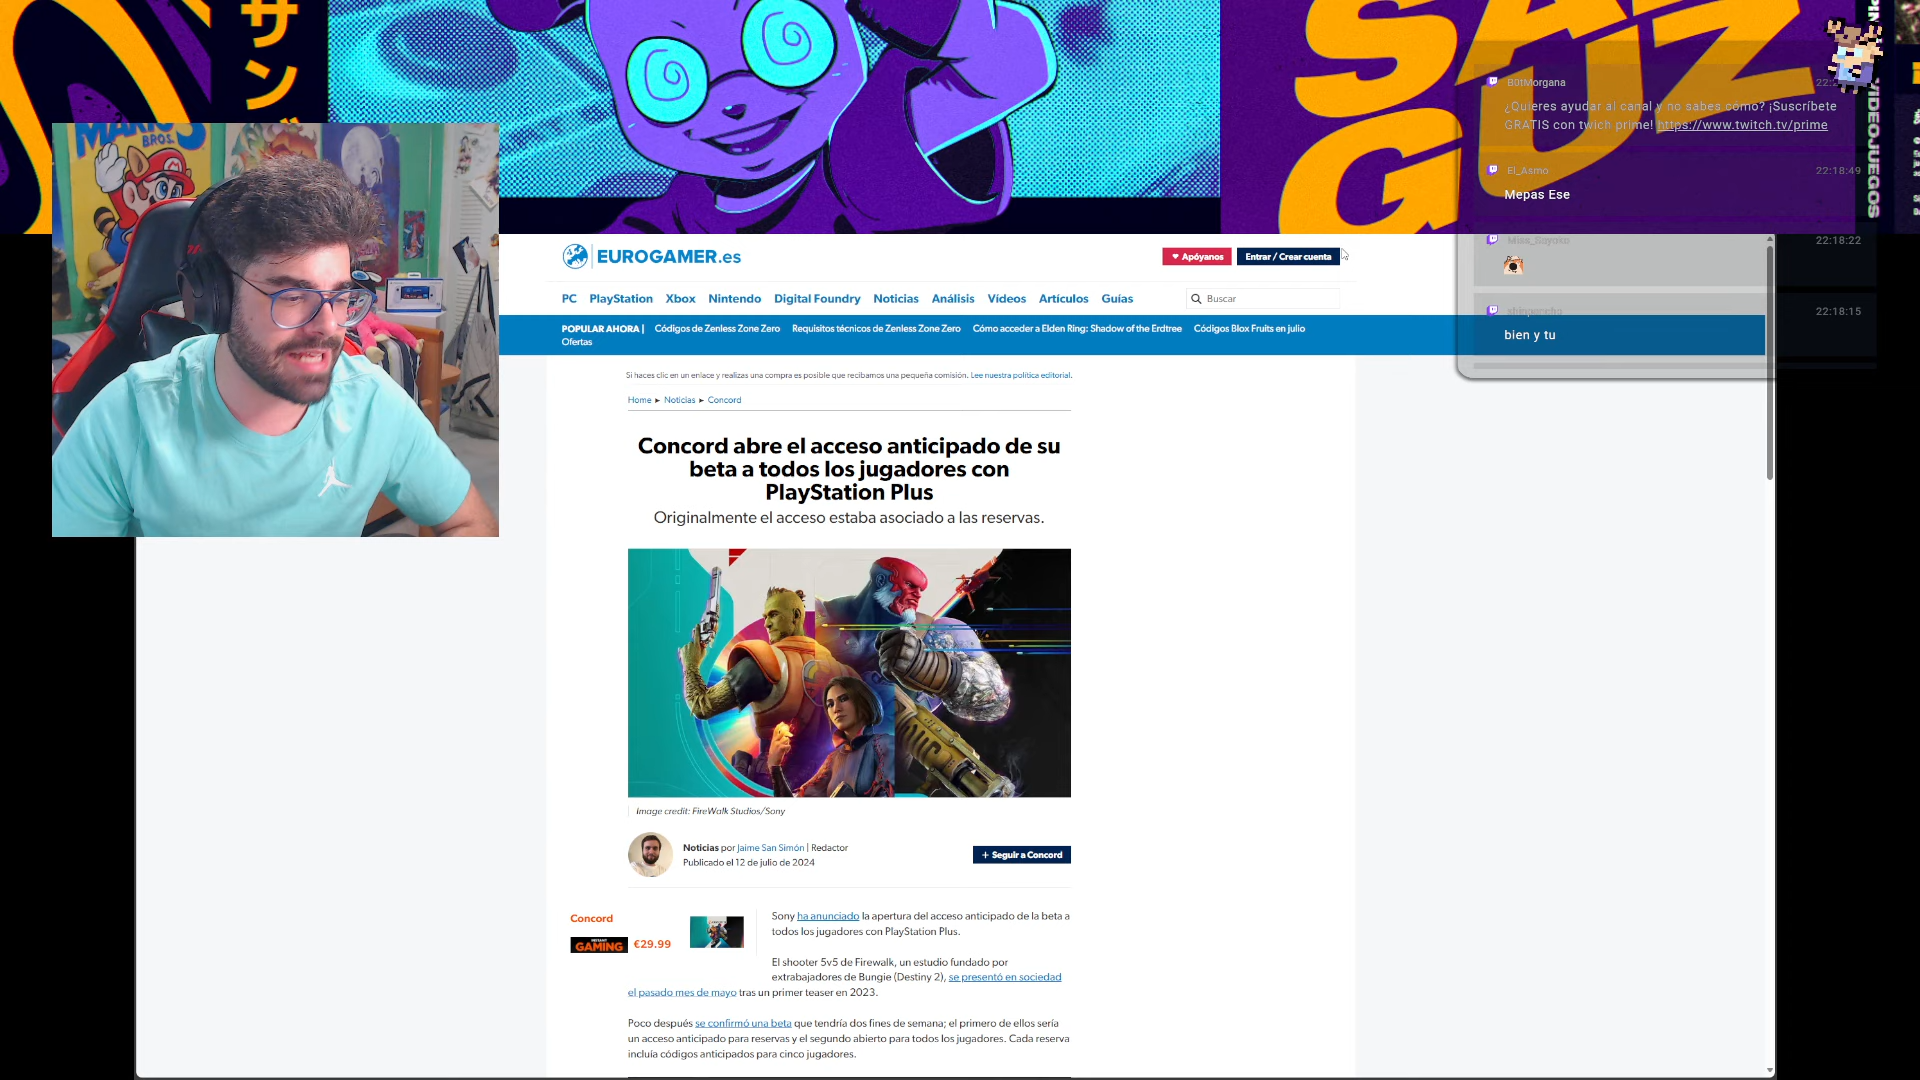 サン
SA
UZ
G
VIDEOJUEGOS
MARIO
BROS.
B0tMorgana
¿Quieres ayudar al canal y no sabes como? ¡Suscríbete
GRATIS con twich prime! https://www.twitch.tv/prime
El_Asmo
22:18:49
Mepas Ese
22:18:22
22:18:15
bien y tu
EUROGAMER.es
Apóyanos
Entrar / Crear cuenta
PC PlayStation Xbox Nintendo Digital Foundry Noticias Análisis Vídeos Artículos Guías
Buscar
POPULAR AHORA | Códigos de Zenless Zone Zero Requisitos técnicos de Zenless Zone Zero Cómo acceder a Elden Ring: Shadow of the Erdtree Códigos Blox Fruits en julio
Ofertas
Si haces clic en un enlace y realizas una compra es posible que recibamos una pequeña comisión. Lee nuestra política editorial.
Home ► Noticias ► Concord
Concord abre el acceso anticipado de su
beta a todos los jugadores con
PlayStation Plus
Originalmente el acceso estaba asociado a las reservas.
Image credit: FireWalk Studios/Sony
Noticias por Jaime San Simón | Redactor
Publicado el 12 de julio de 2024
+ Seguir a Concord
Concord
INSTANT
GAMING €29.99
Sony ha anunciado la apertura del acceso anticipado de la beta a
todos los jugadores con PlayStation Plus.
El shooter 5v5 de Firewalk, un estudio fundado por
extrabajadores de Bungie (Destiny 2), se presentó en sociedad
el pasado mes de mayo tras un primer teaser en 2023.
Poco después se confirmó una beta que tendría dos fines de semana; el primero de ellos sería
un acceso anticipado para reservas y el segundo abierto para todos los jugadores. Cada reserva
incluía códigos anticipados para cinco jugadores.